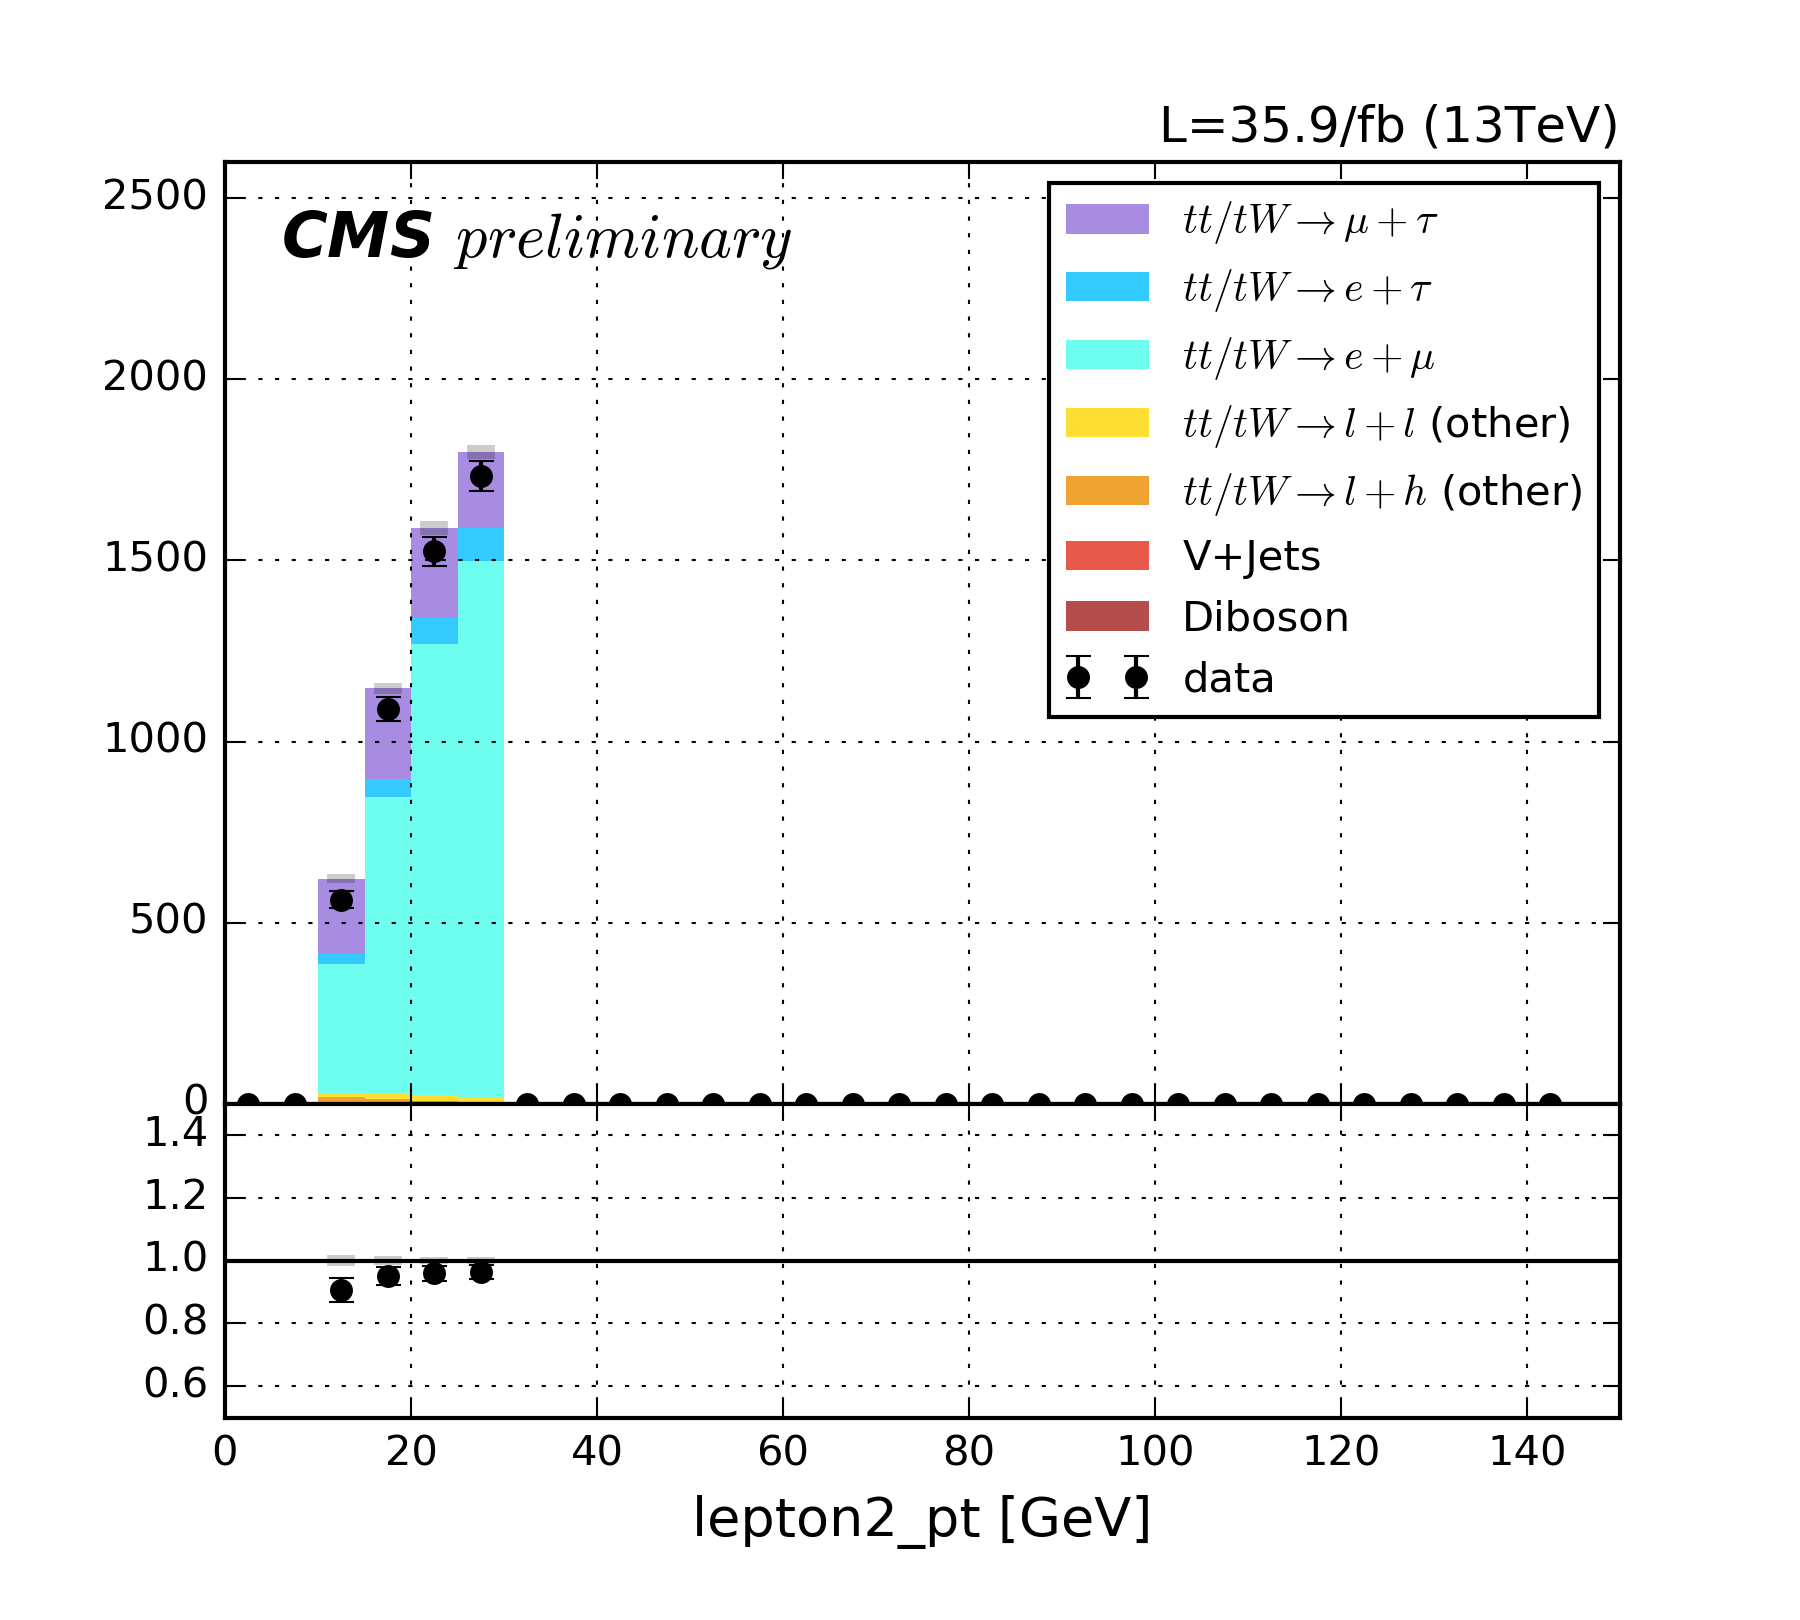 L=35.9/fb (13TeV)
CMS preliminary
2500
2000
1500
1000
500
0
tt/tW → μ + τ
tt/tW → e + τ
tt/tW → e + μ
tt/tW → l + l (other)
tt/tW → l + h (other)
V+Jets
Diboson
data
1.4
1.2
1.0
0.8
0.6
0 20 40 60 80 100 120 140
lepton2_pt [GeV]